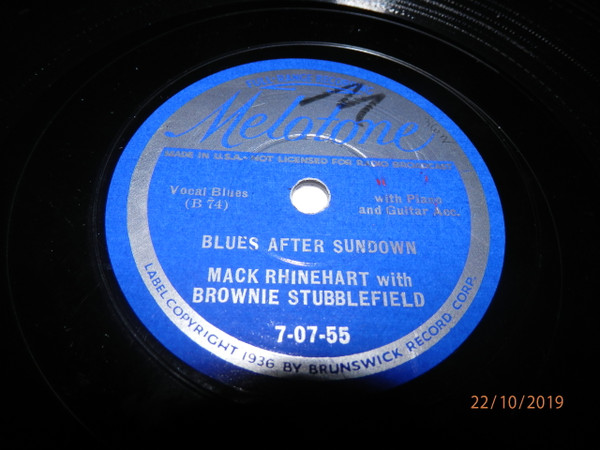 M
Melotone
MADE IN U.S.A.-NOT LICENSED FOR RADIO BROADCAST
Vocal Blues
(B 74)
with Piano
and Guitar Acc.
BLUES AFTER SUNDOWN
MACK RHINEHART with
BROWNIE STUBBLEFIELD
7-07-55
LABEL COPYRIGHT 1936 BY BRUNSWICK RECORD CORP.
22/10/2019